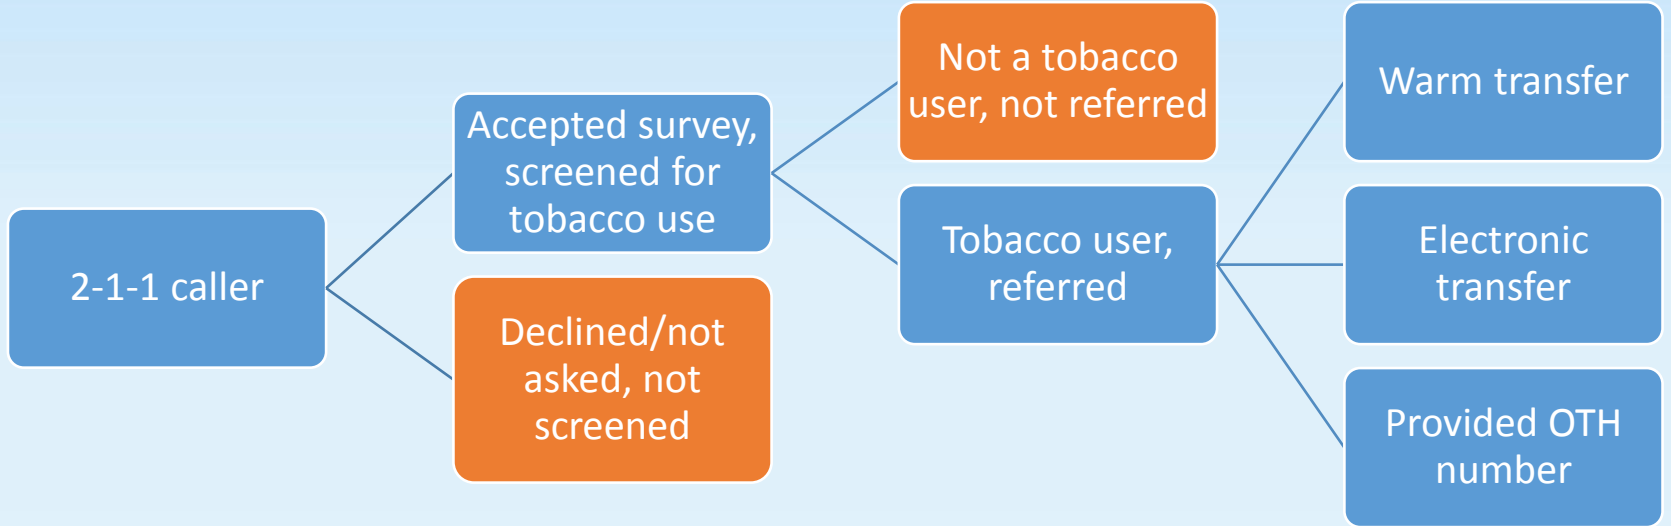 2-1-1 caller
Accepted survey,
screened for
tobacco use
Declined/not
asked, not
screened
Not a tobacco
user, not referred
Tobacco user,
referred
Warm transfer
Electronic
transfer
Provided OTH
number